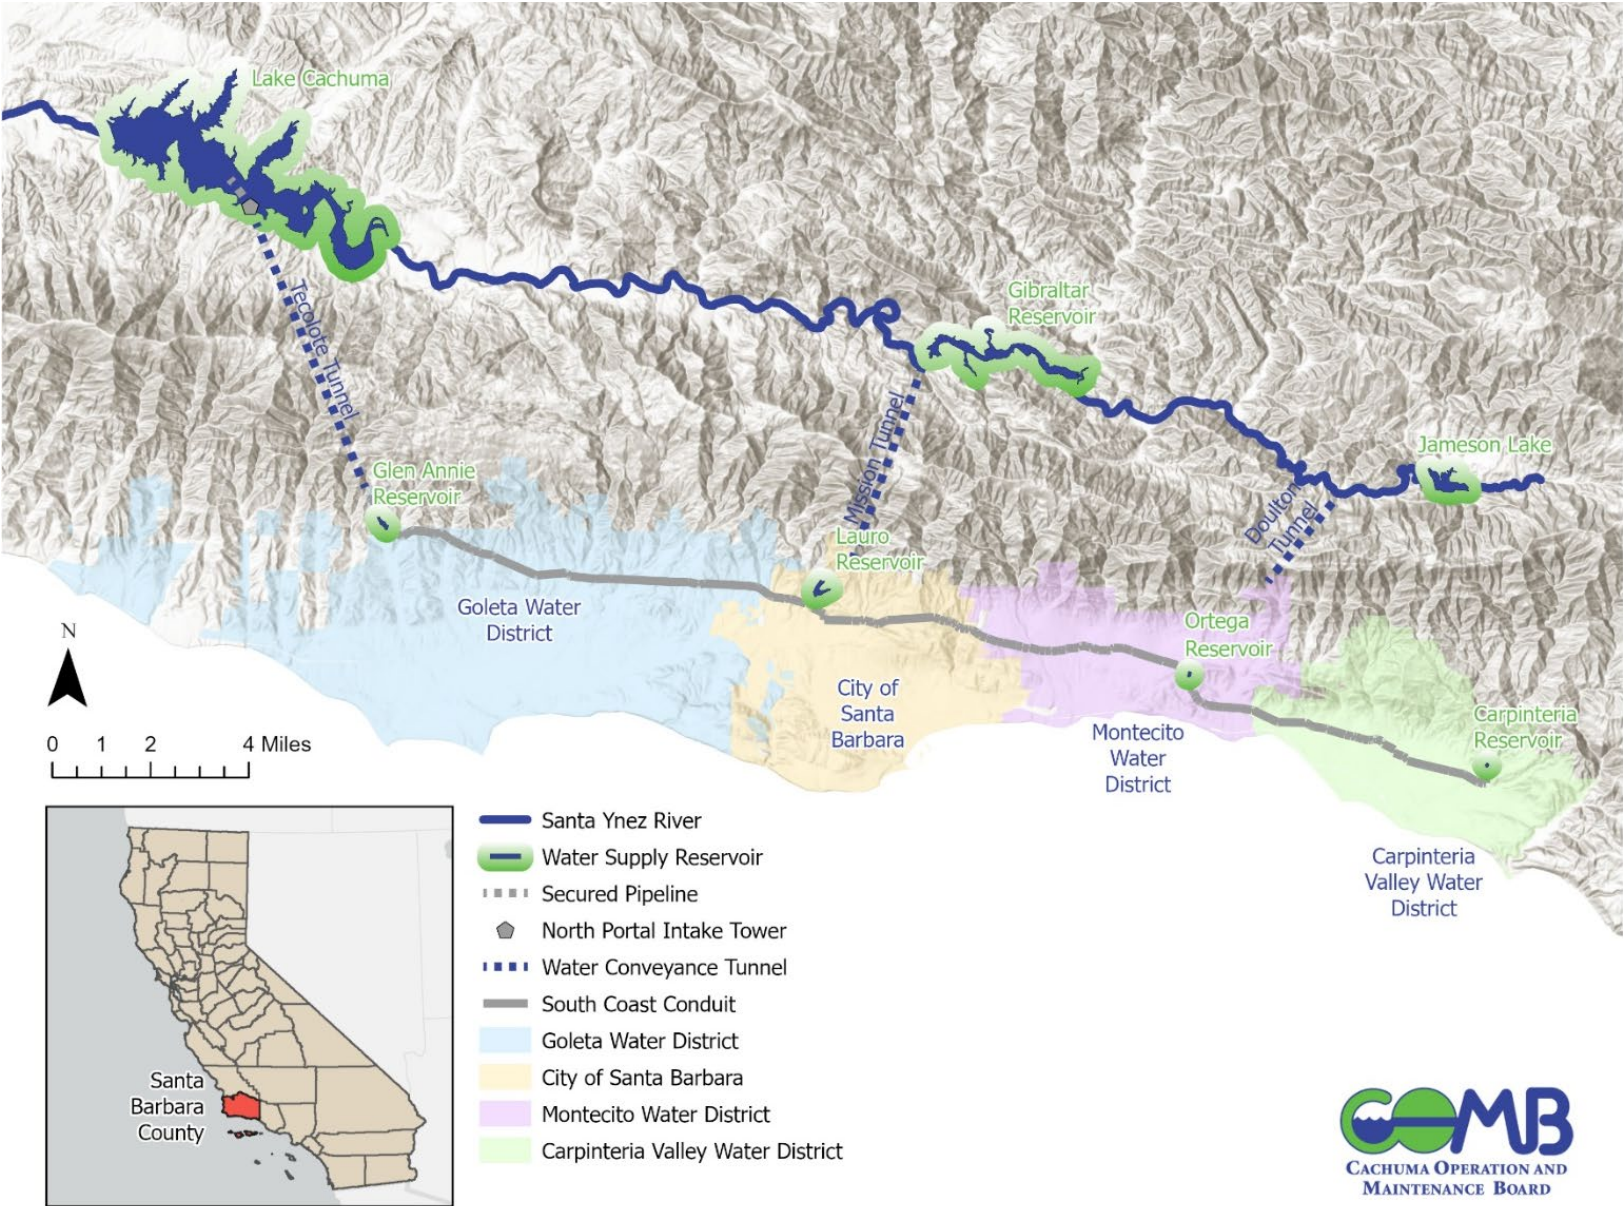 Lake Cachuma
Tecolote Tunnel
Gibraltar
Reservoir
Mission Tunnel
Jameson Lake
Doulton
Tunnel
Glen Annie
Reservoir
Lauro
Reservoir
Goleta Water
District
Ortega
Reservoir
City of
Santa
Barbara
Montecito
Water
District
Carpinteria
Reservoir
Carpinteria
Valley Water
District
N
0 1 2 4 Miles
Santa
Barbara
County
Santa Ynez River
Water Supply Reservoir
Secured Pipeline
North Portal Intake Tower
Water Conveyance Tunnel
South Coast Conduit
Goleta Water District
City of Santa Barbara
Montecito Water District
Carpinteria Valley Water District
COMB
CACHUMA OPERATION AND
MAINTENANCE BOARD